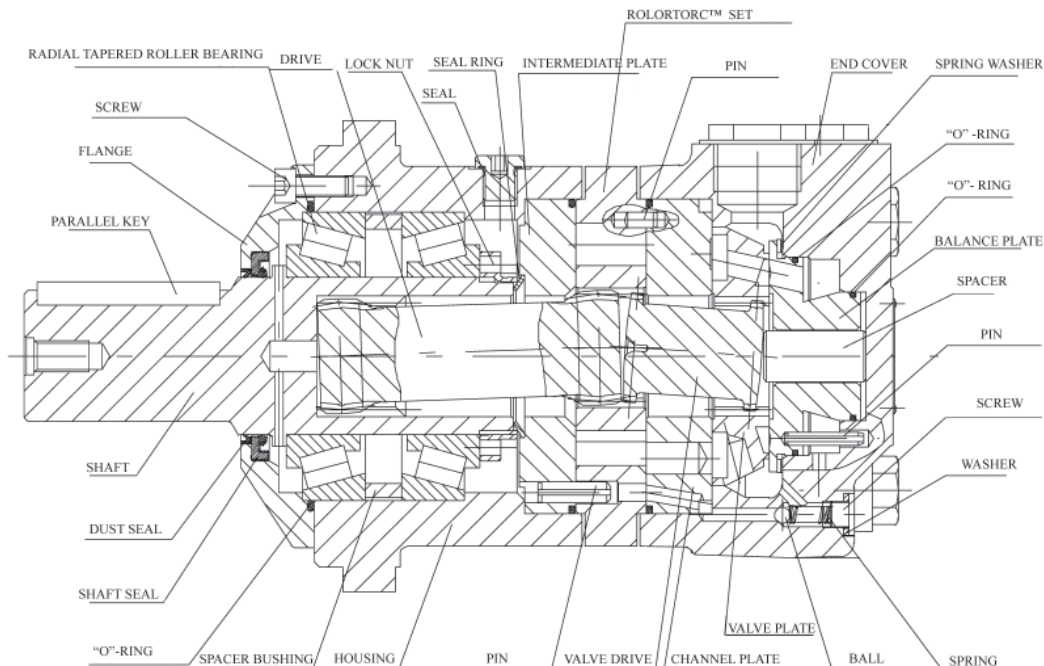 ROLORTORC™ SET
RADIAL TAPERED ROLLER BEARING
DRIVE
LOCK NUT
SEAL RING
INTERMEDIATE PLATE
PIN
END COVER
SPRING WASHER
SEAL
SCREW
"O" -RING
FLANGE
"O"- RING
PARALLEL KEY
BALANCE PLATE
SPACER
PIN
SCREW
SHAFT
WASHER
DUST SEAL
SHAFT SEAL
VALVE PLATE
"O"-RING
SPACER BUSHING
HOUSING
PIN
VALVE DRIVE
CHANNEL PLATE
BALL
SPRING